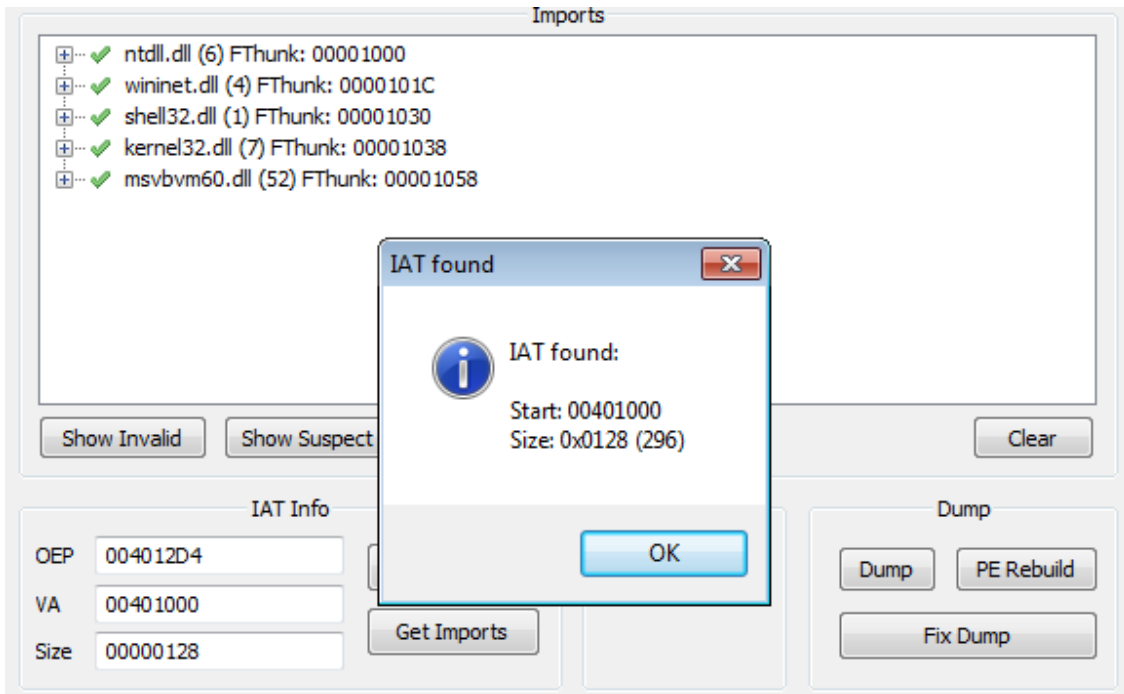 Imports
ntdll.dll (6) FThunk: 00001000
wininet.dll (4) FThunk: 0000101C
shell32.dll (1) FThunk: 00001030
kernel32.dll (7) FThunk: 00001038
msvbvm60.dll (52) FThunk: 00001058
IAT found
IAT found:
Start: 00401000
Size: 0x0128 (296)
OK
Show Invalid
Show Suspect
Clear
IAT Info
OEP 004012D4
VA 00401000
Size 00000128
Get Imports
Dump
Dump
PE Rebuild
Fix Dump